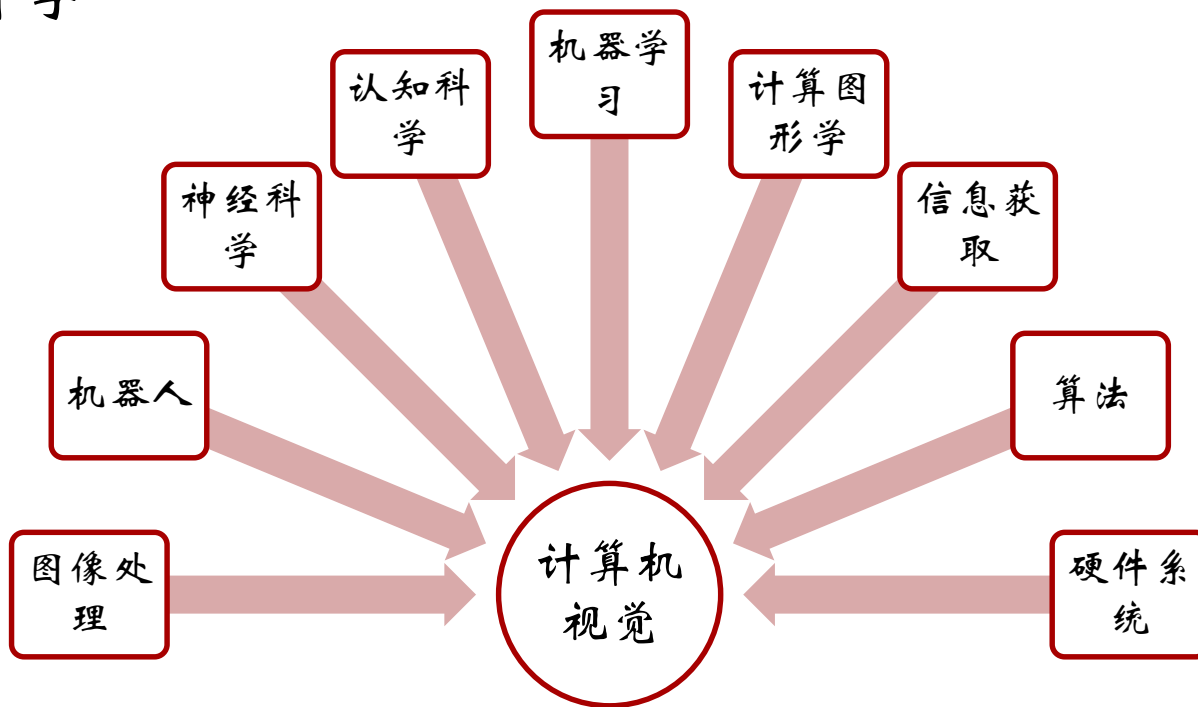 机器学
习
认知科
学
计算图
形学
神经科
学
信息获
取
机器人
算法
图像处
理
计算机
视觉
硬件系
统